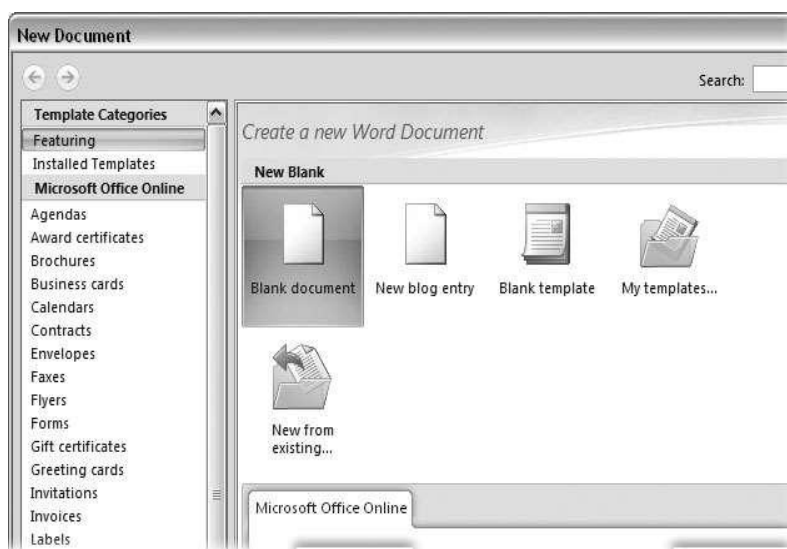 New Document
Search:
Template Categories
Featuring
Installed Templates
Microsoft Office Online
Agendas
Award certificates
Brochures
Business cards
Calendars
Contracts
Envelopes
Faxes
Flyers
Forms
Gift certificates
Greeting cards
Invitations
Invoices
Labels
Create a new Word Document
New Blank
Blank document
New blog entry
Blank template
My templates...
New from
existing...
Microsoft Office Online